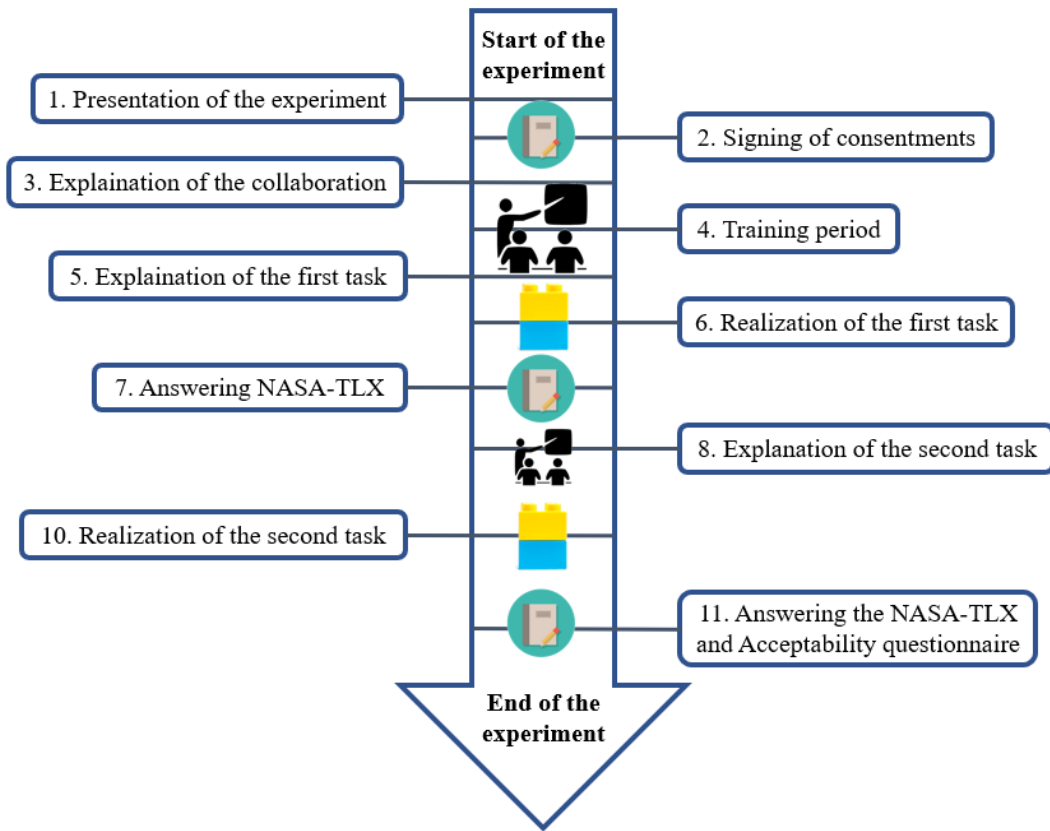 Start of the
experiment
1. Presentation of the experiment
2. Signing of consentments
3. Explaination of the collaboration
4. Training period
5. Explaination of the first task
6. Realization of the first task
7. Answering NASA-TLX
8. Explanation of the second task
10. Realization of the second task
11. Answering the NASA-TLX
and Acceptability questionnaire
End of the
experiment